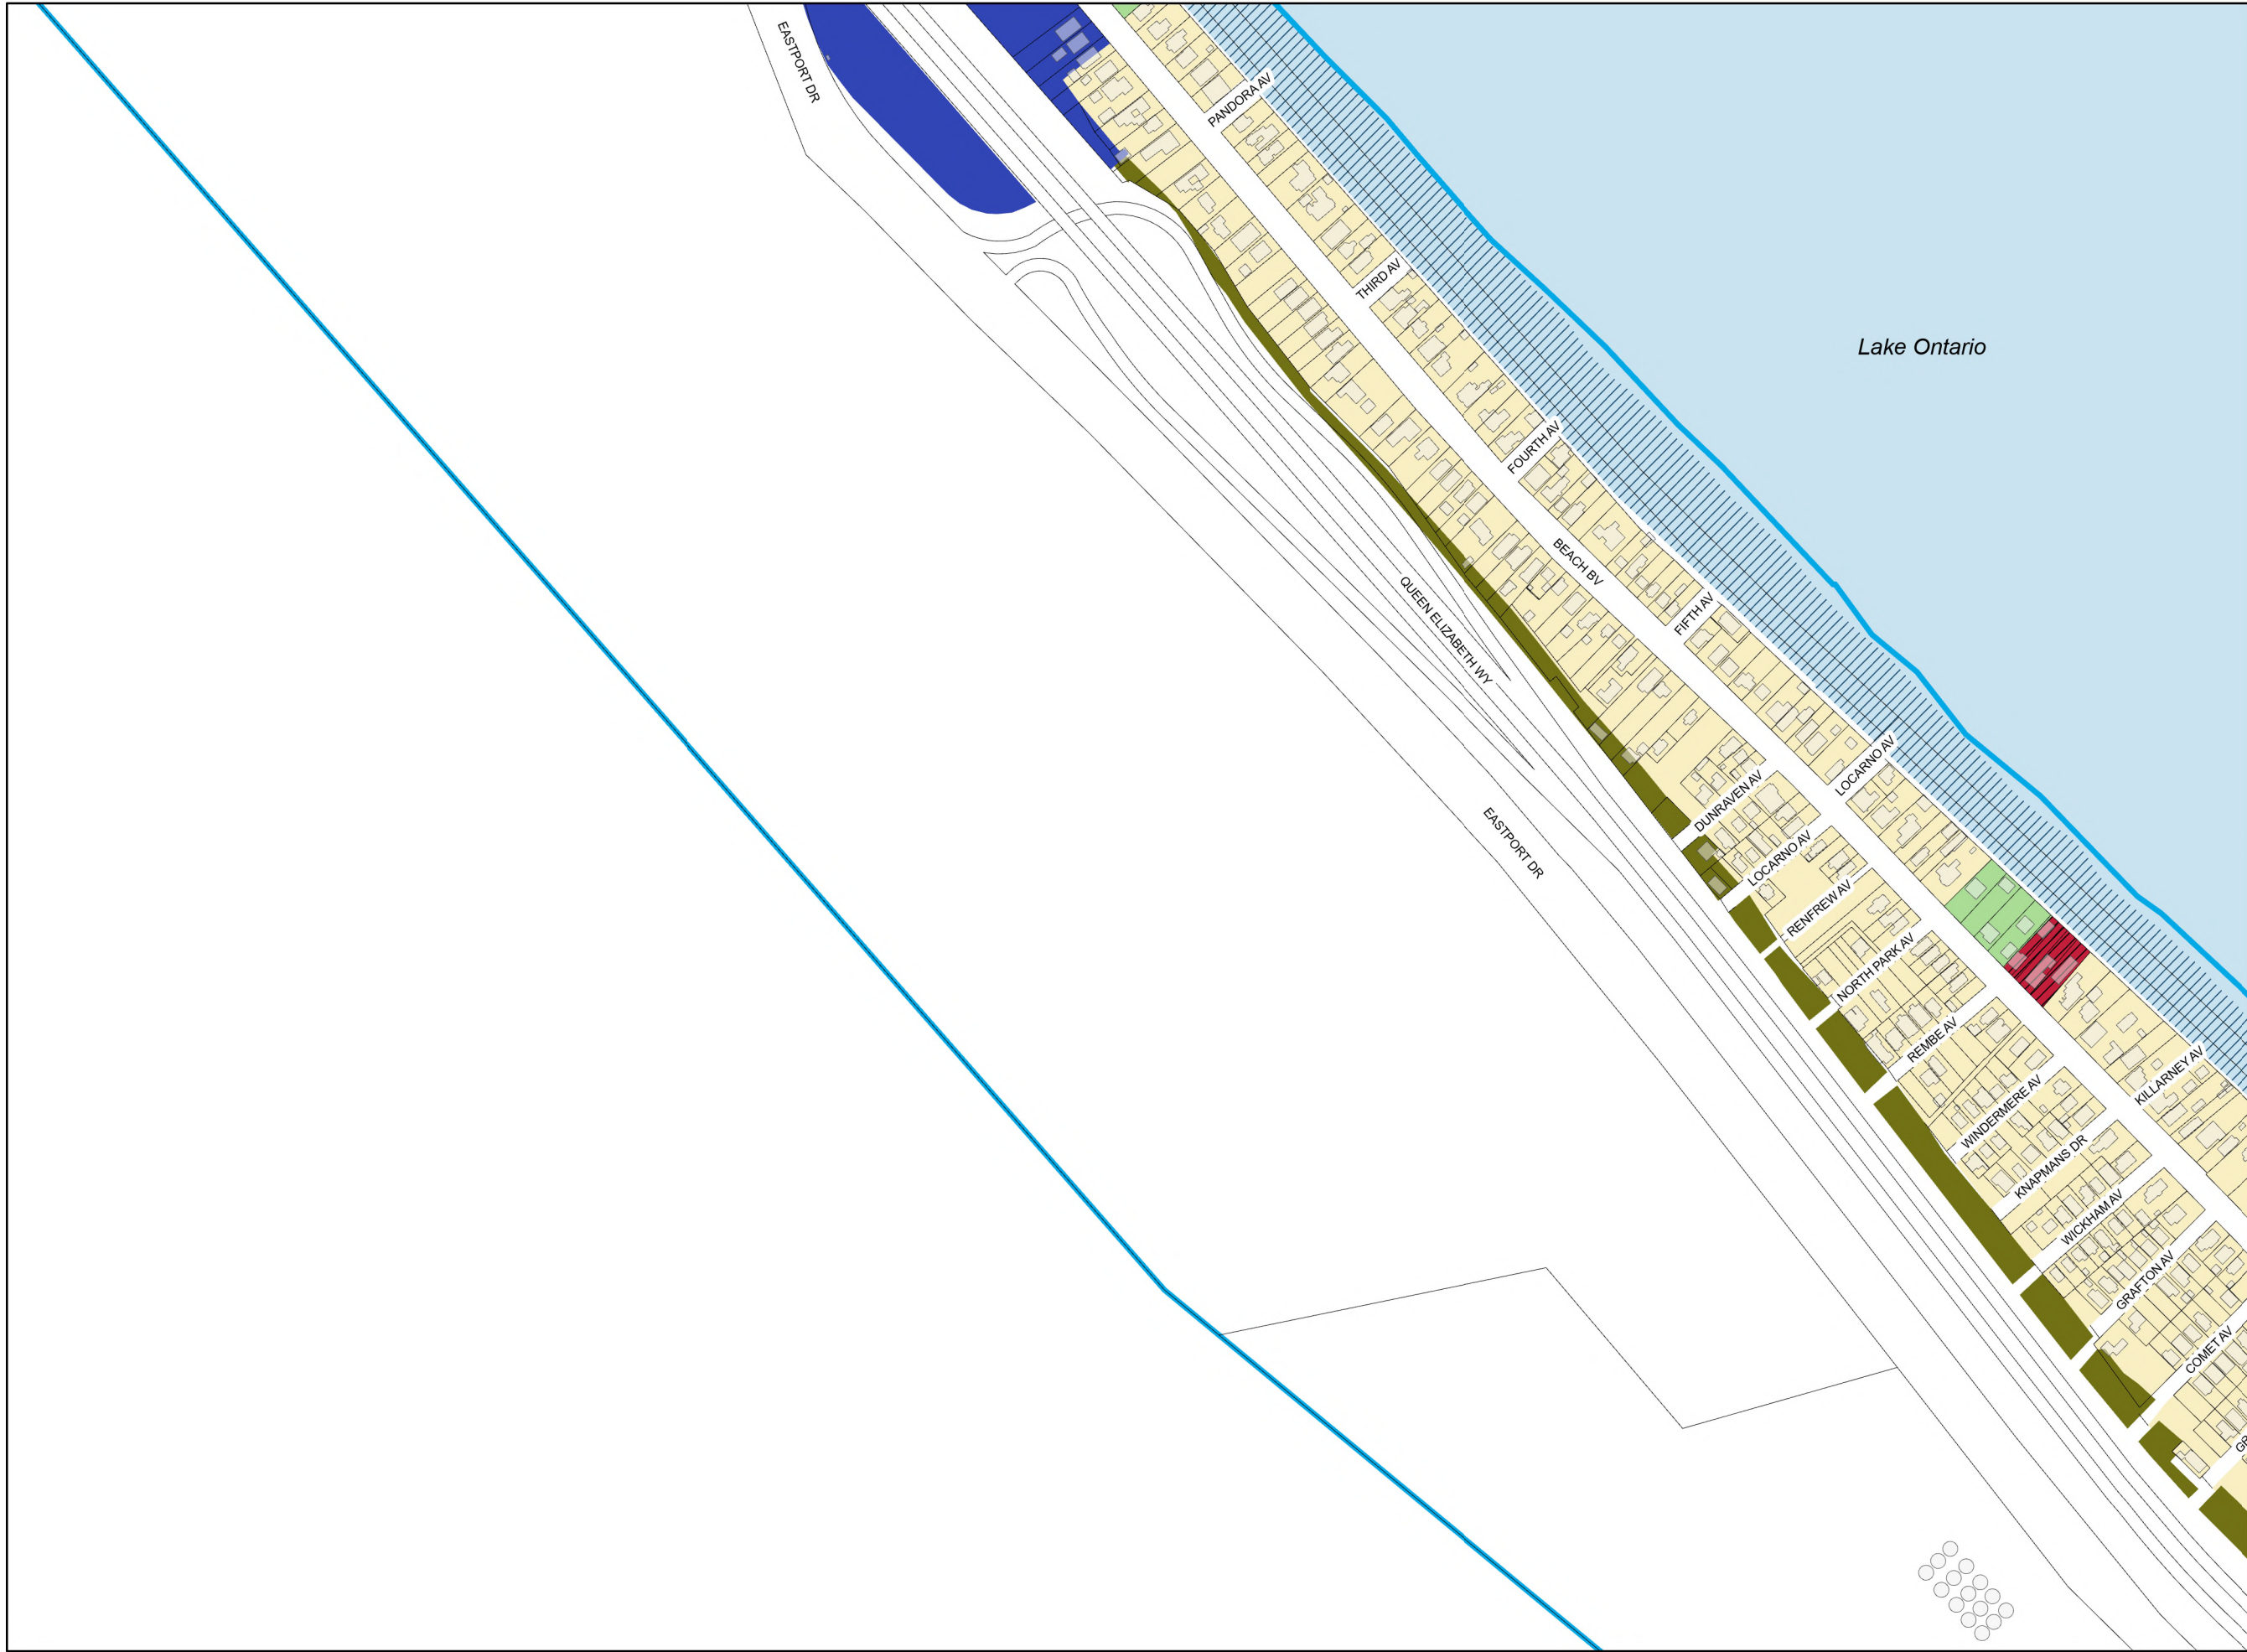 EASTPORT DR
PANDORA AV
THIRD AV
Lake Ontario
FOURTH AV
BEACH BV
QUEEN ELIZABETH WY
FIFTH AV
LOCARNO AV
DUNRAVEN AV
EASTPORT DR
LOCARNO AV
RENFREW AV
NORTH PARK AV
REMBE AV
KILLARNEY AV
WINDERMERE AV
KNAPMANS DR
WICKHAM AV
GRAFTON AV
COMET AV
GR